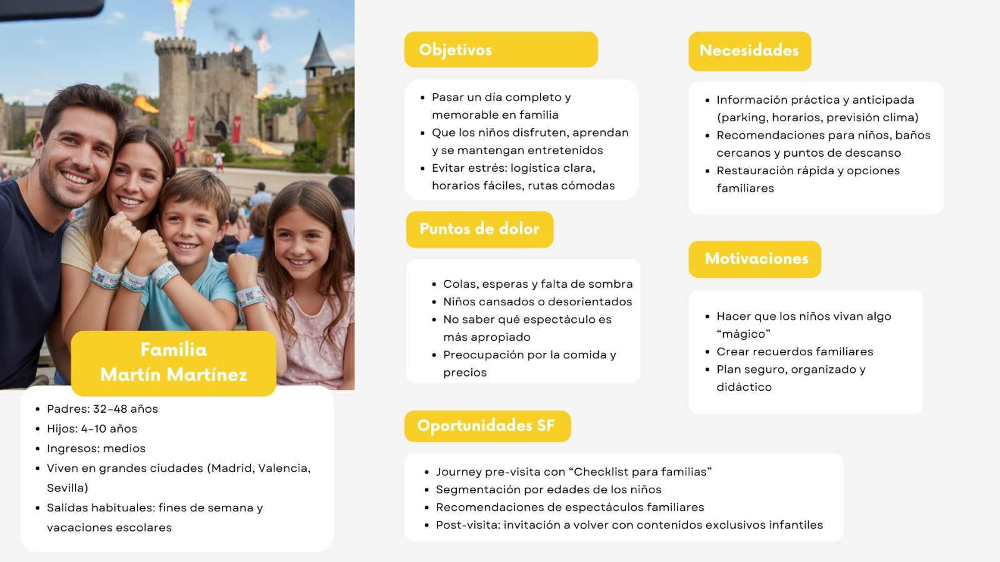 Familia
Martín Martínez
• Padres: 32–48 años
• Hijos: 4–10 años
• Ingresos: medios
• Viven en grandes ciudades (Madrid, Valencia,
Sevilla)
• Salidas habituales: fines de semana y
vacaciones escolares
Objetivos
• Pasar un día completo y
memorable en familia
• Que los niños disfruten, aprendan
y se mantengan entretenidos
• Evitar estrés: logística clara,
horarios fáciles, rutas cómodas
Puntos de dolor
• Colas, esperas y falta de sombra
• Niños cansados o desorientados
• No saber qué espectáculo es
más apropiado
• Preocupación por la comida y
precios
Necesidades
• Información práctica y anticipada
(parking, horarios, previsión clima)
• Recomendaciones para niños, baños
cercanos y puntos de descanso
• Restauración rápida y opciones
familiares
Motivaciones
• Hacer que los niños vivan algo
“mágico”
• Crear recuerdos familiares
• Plan seguro, organizado y
didáctico
Oportunidades SF
• Journey pre-visita con “Checklist para familias”
• Segmentación por edades de los niños
• Recomendaciones de espectáculos familiares
• Post-visita: invitación a volver con contenidos exclusivos infantiles